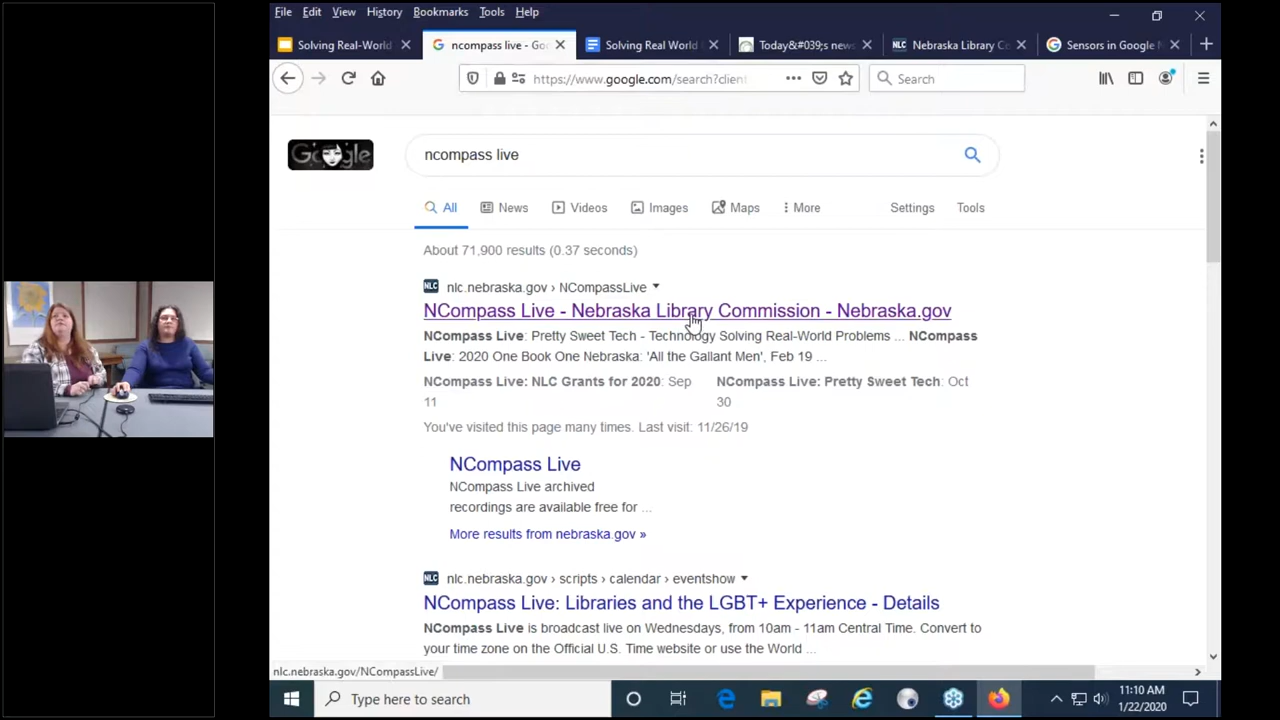 File Edit View History Bookmarks Tools Help
Solving Real-World
ncompass live - Goo
Solving Real World
Today&#039;s news
NLC Nebraska Library Co
Sensors in Google
https://www.google.com/search?client
Search
Google
ncompass live
All News Videos Images Maps More Settings Tools
About 71,900 results (0.37 seconds)
NLC nlc.nebraska.gov › NCompassLive
NCompass Live - Nebraska Library Commission - Nebraska.gov
NCompass Live: Pretty Sweet Tech - Technology Solving Real-World Problems ... NCompass
Live: 2020 One Book One Nebraska: 'All the Gallant Men', Feb 19 ...
NCompass Live: NLC Grants for 2020: Sep
11
NCompass Live: Pretty Sweet Tech: Oct
30
You've visited this page many times. Last visit: 11/26/19
NCompass Live
NCompass Live archived
recordings are available free for ...
More results from nebraska.gov »
NLC nlc.nebraska.gov › scripts › calendar › eventshow
NCompass Live: Libraries and the LGBT+ Experience - Details
NCompass Live is broadcast live on Wednesdays, from 10am - 11am Central Time. Convert to
your time zone on the Official U.S. Time website or use the World ...
nlc.nebraska.gov/NCompassLive/
Type here to search
11:10 AM
1/22/2020